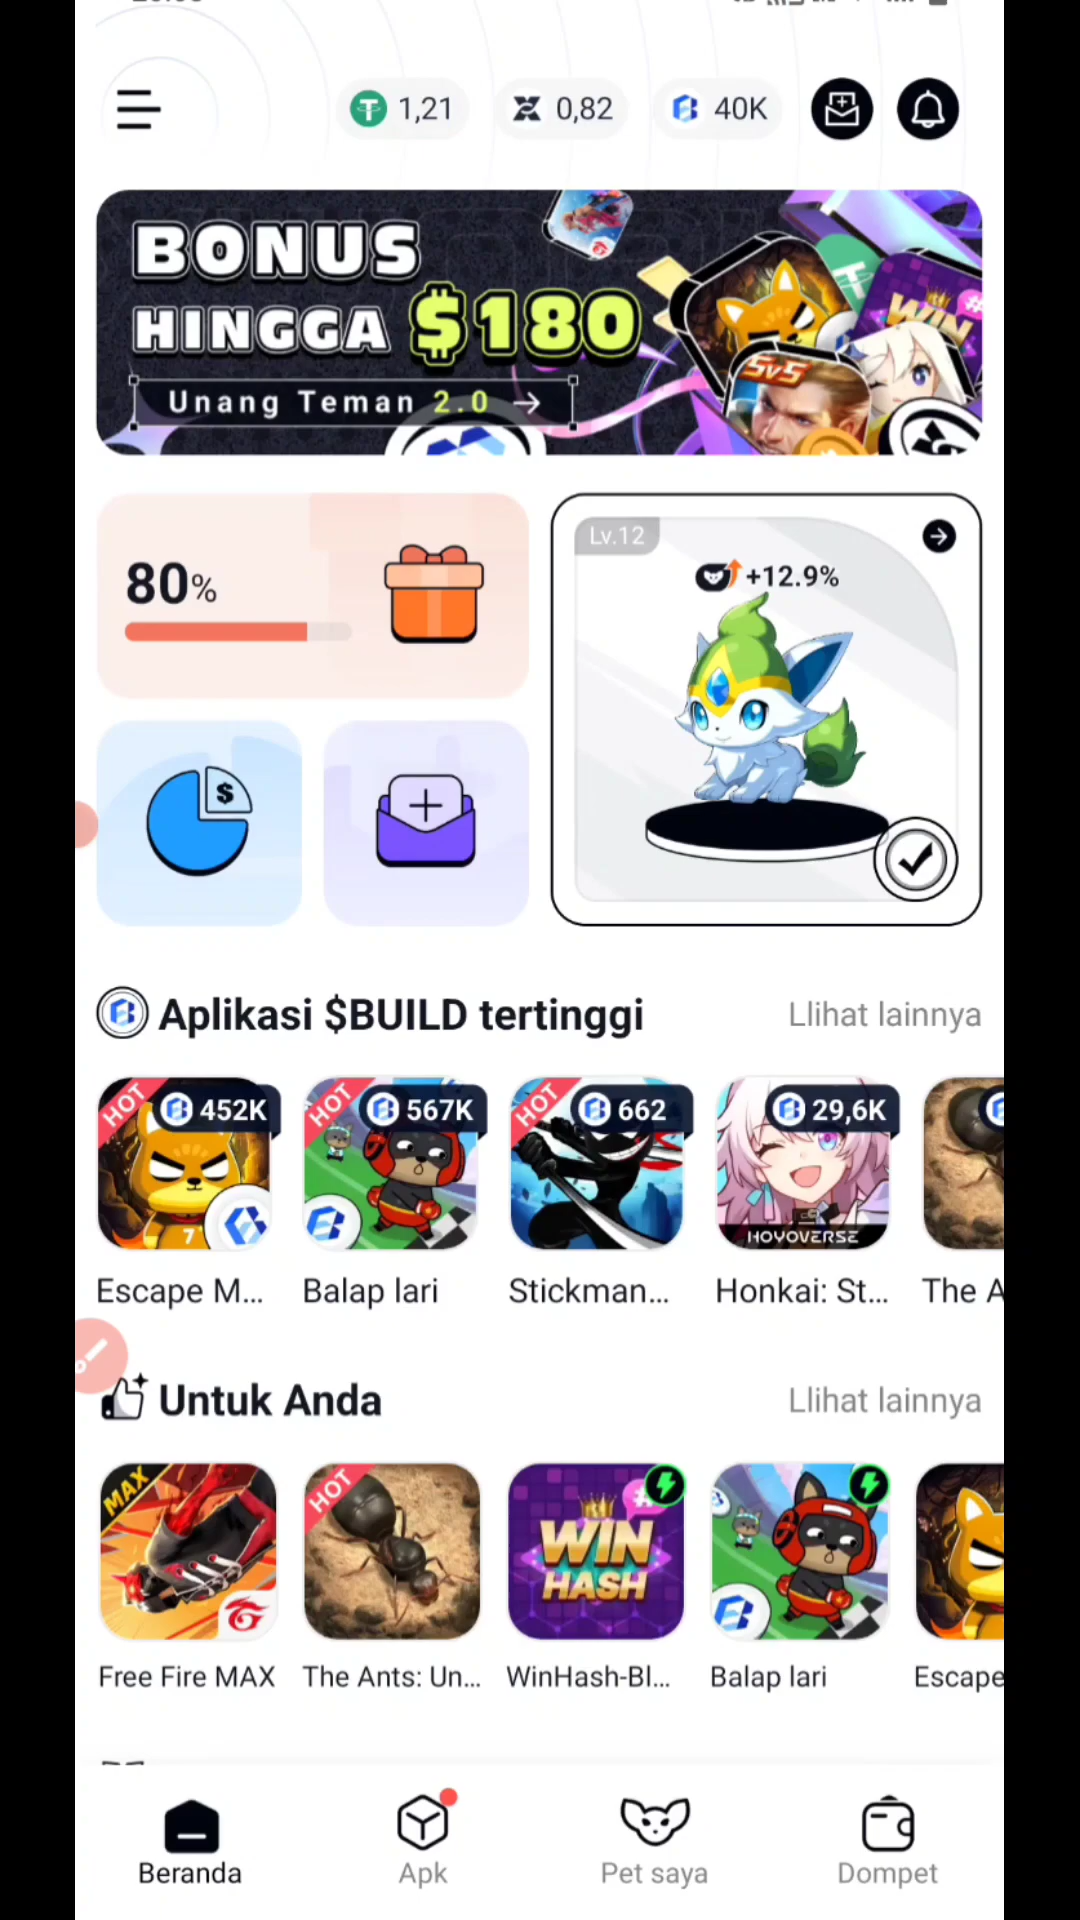 1,21
0,82
40K
BONUS
HINGGA $180
Unang Teman 2.0 →
80%
Lv.12
+12.9%
$
Aplikasi $BUILD tertinggi
Llihat lainnya
HOT
452K
HOT
567K
HOT
662
29,6K
7
HOYOVERSE
Escape M...
Balap lari
Stickman...
Honkai: St...
The A
Untuk Anda
Llihat lainnya
MAX
HOT
WIN
HASH
Free Fire MAX
The Ants: Un...
WinHash-Bl...
Balap lari
Escape
Beranda
Apk
Pet saya
Dompet